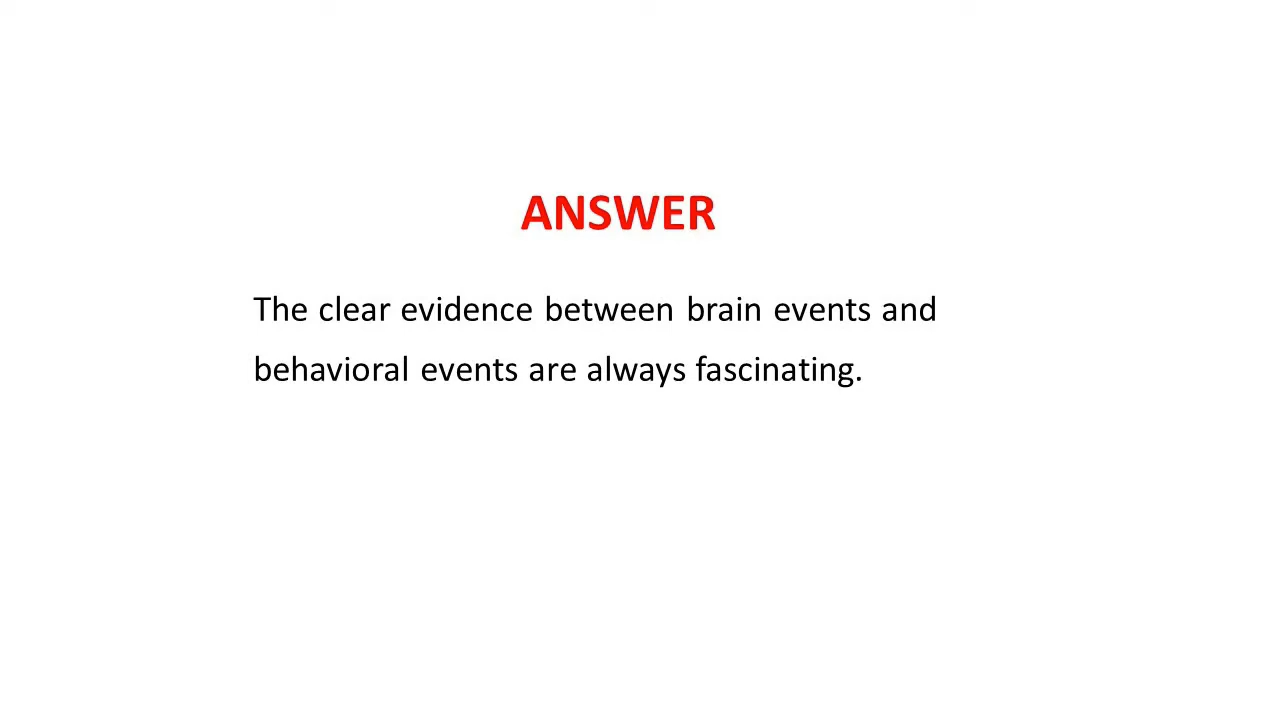 ANSWER
The clear evidence between brain events and
behavioral events are always fascinating.